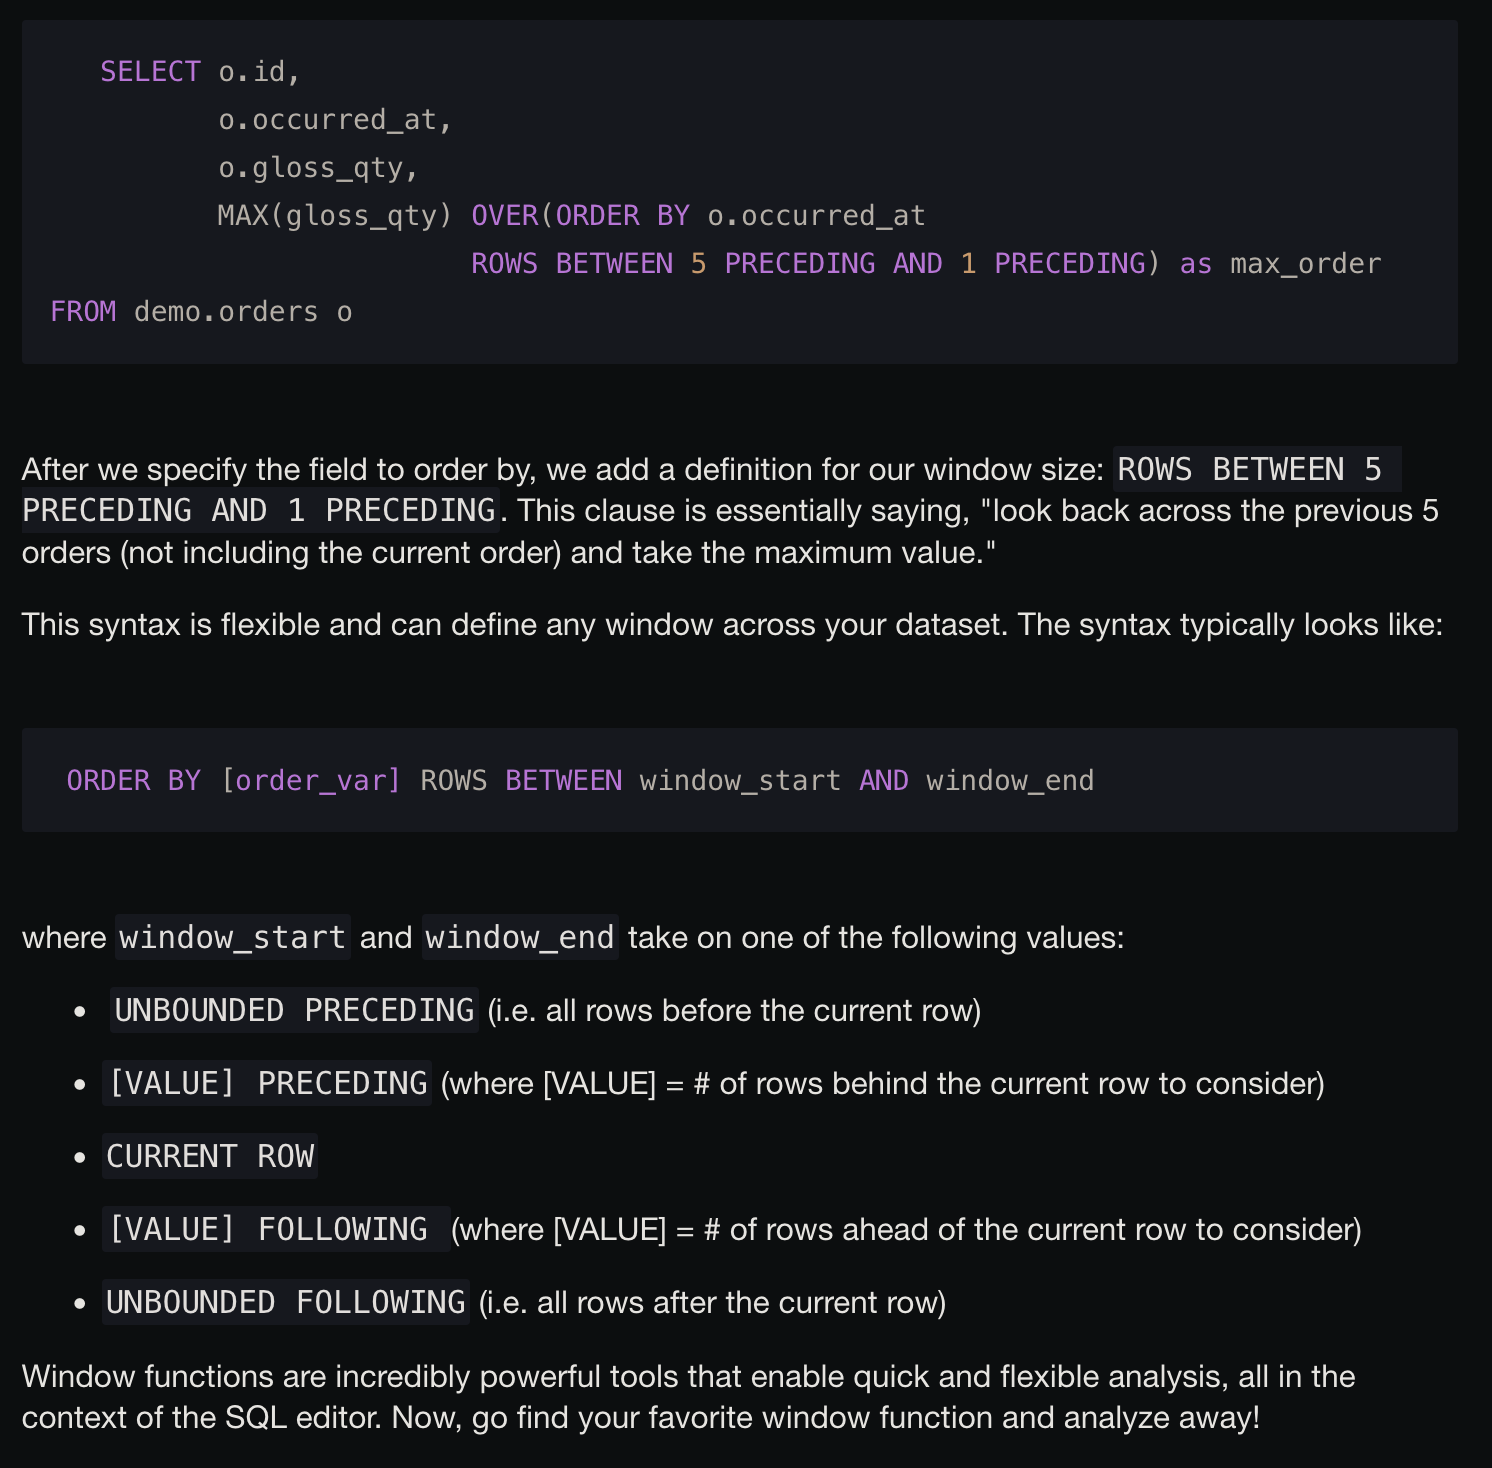 SELECT o.id,
o.occurred_at,
o.gloss_qty,
MAX(gloss_qty) OVER(ORDER BY o.occurred_at
ROWS BETWEEN 5 PRECEDING AND 1 PRECEDING) as max_order
FROM demo.orders o
After we specify the field to order by, we add a definition for our window size: ROWS BETWEEN 5
PRECEDING AND 1 PRECEDING. This clause is essentially saying, "look back across the previous 5
orders (not including the current order) and take the maximum value."
This syntax is flexible and can define any window across your dataset. The syntax typically looks like:
ORDER BY [order_var] ROWS BETWEEN window_start AND window_end
where window_start and window_end take on one of the following values:
• UNBOUNDED PRECEDING (i.e. all rows before the current row)
• [VALUE] PRECEDING (where [VALUE] = # of rows behind the current row to consider)
• CURRENT ROW
• [VALUE] FOLLOWING (where [VALUE] = # of rows ahead of the current row to consider)
• UNBOUNDED FOLLOWING (i.e. all rows after the current row)
Window functions are incredibly powerful tools that enable quick and flexible analysis, all in the
context of the SQL editor. Now, go find your favorite window function and analyze away!